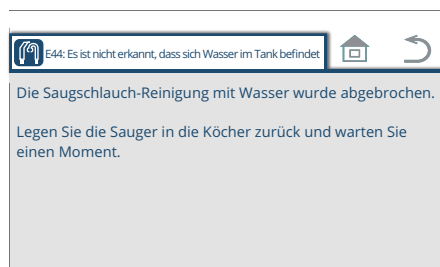 E44: Es ist nicht erkannt, dass sich Wasser im Tank befindet
Die Saugschlauch-Reinigung mit Wasser wurde abgebrochen.
Legen Sie die Sauger in die Köcher zurück und warten Sie
einen Moment.